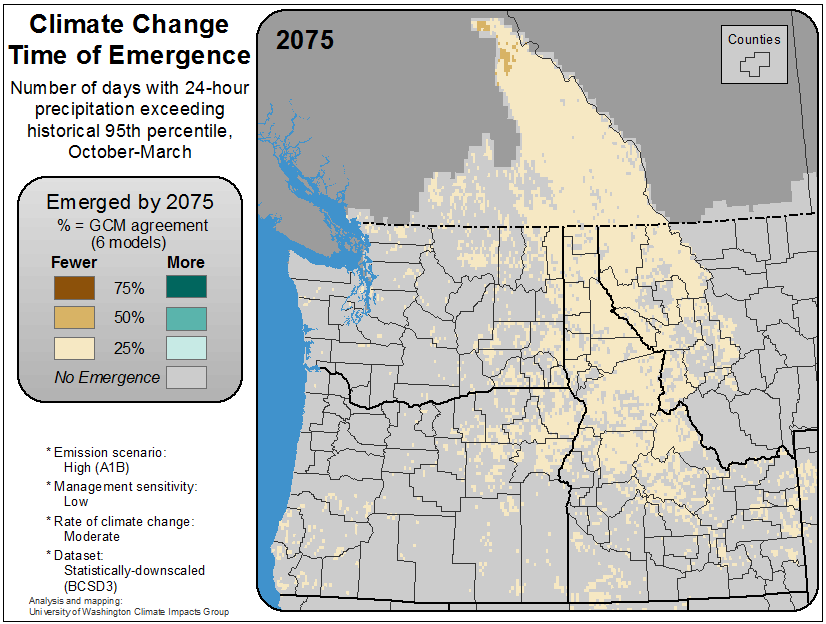 Climate Change
Time of Emergence
Number of days with 24-hour
precipitation exceeding
historical 95th percentile,
October-March
Emerged by 2075
% = GCM agreement
(6 models)
Fewer More
75%
50%
25%
No Emergence
* Emission scenario:
High (A1B)
* Management sensitivity:
Low
* Rate of climate change:
Moderate
* Dataset:
Statistically-downscaled
(BCSD3)
Analysis and mapping:
University of Washington Climate Impacts Group
2075
Counties